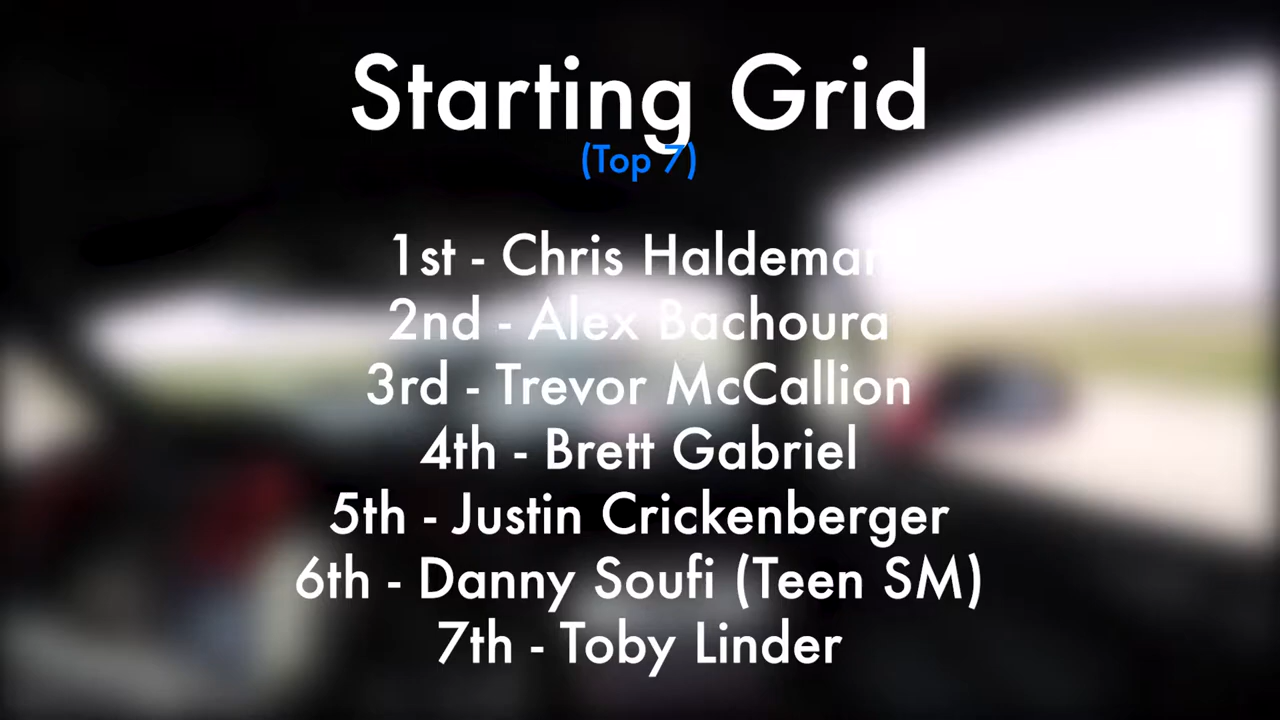 Starting Grid
(Top 7)
1st - Chris Haldeman
2nd - Alex Bachoura
3rd - Trevor McCallion
4th - Brett Gabriel
5th - Justin Crickenberger
6th - Danny Soufi (Teen SM)
7th - Toby Linder